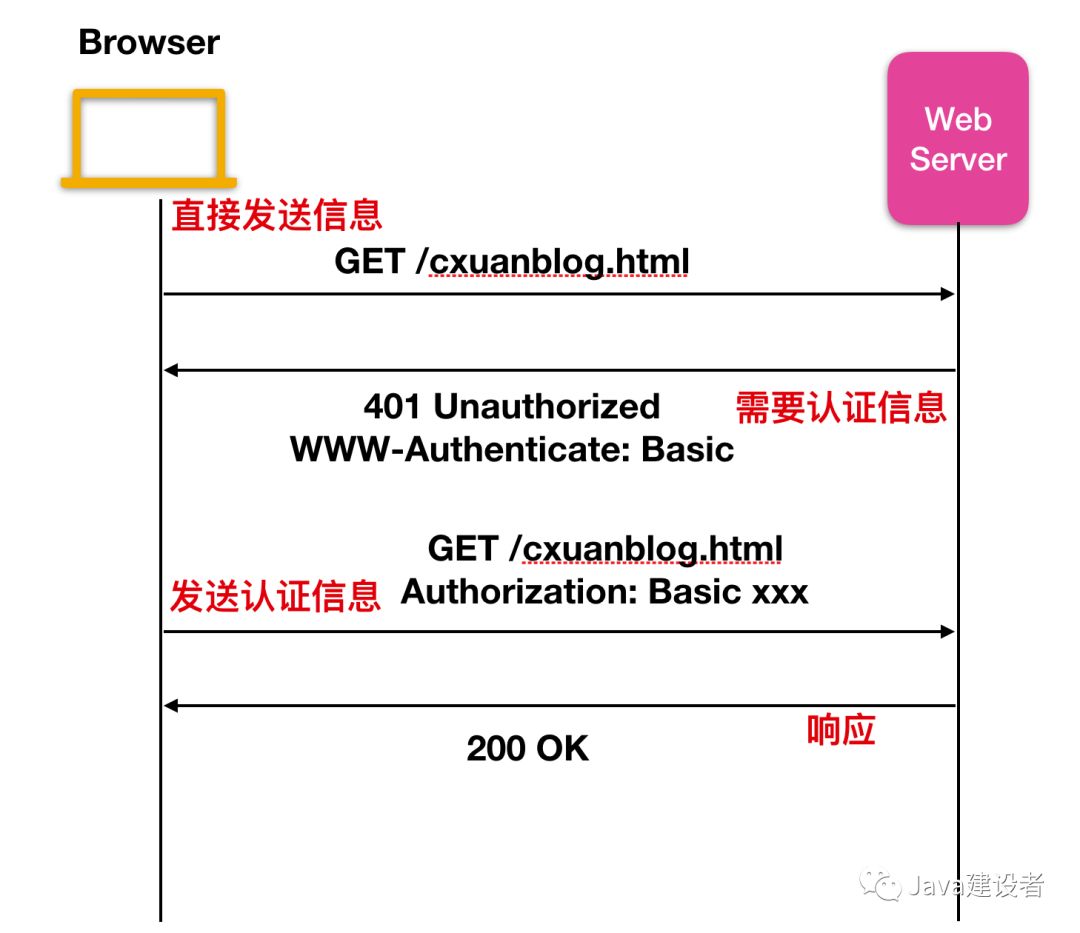 Browser
Web
Server
直接发送信息
GET /cxuanblog.html
401 Unauthorized
需要认证信息
WWW-Authenticate: Basic
GET /cxuanblog.html
发送认证信息
Authorization: Basic xxx
响应
200 OK
Java建设者